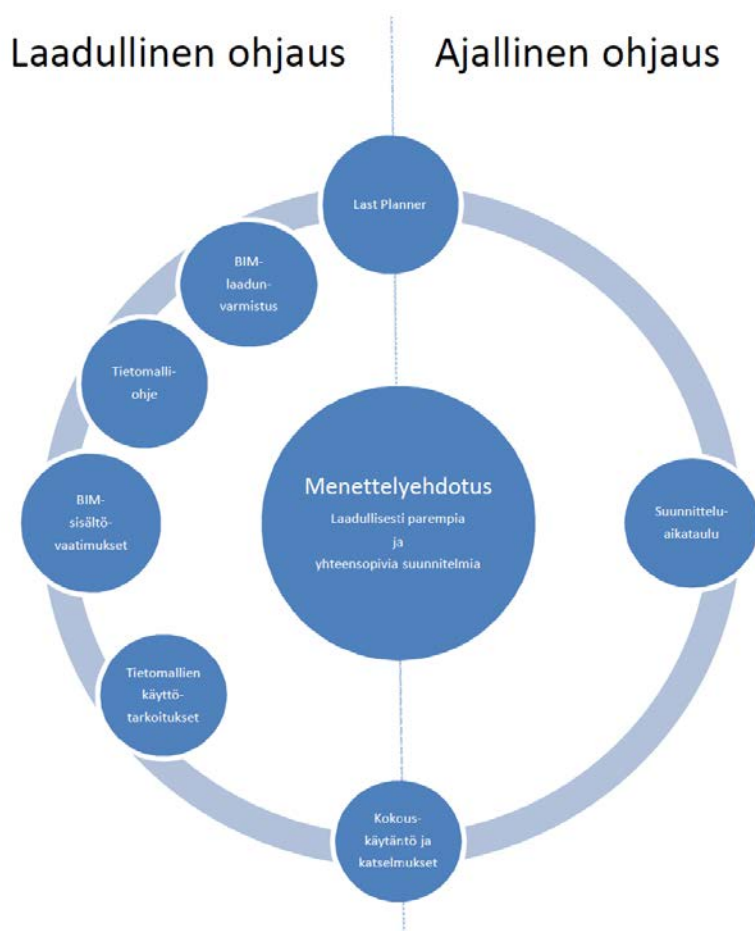 Laadullinen ohjaus
Ajallinen ohjaus
Last Planner
BIM-
laadun-
varmistus
Tietomalli-
ohje
BIM-
sisältö-
vaatimukset
Tietomallien
käyttö-
tarkoitukset
Menettelyehdotus
Laadullisesti parempia
ja
yhteensopivia suunnitelmia
Suunnittelu-
aikataulu
Kokous-
käytäntö ja
katselmukset